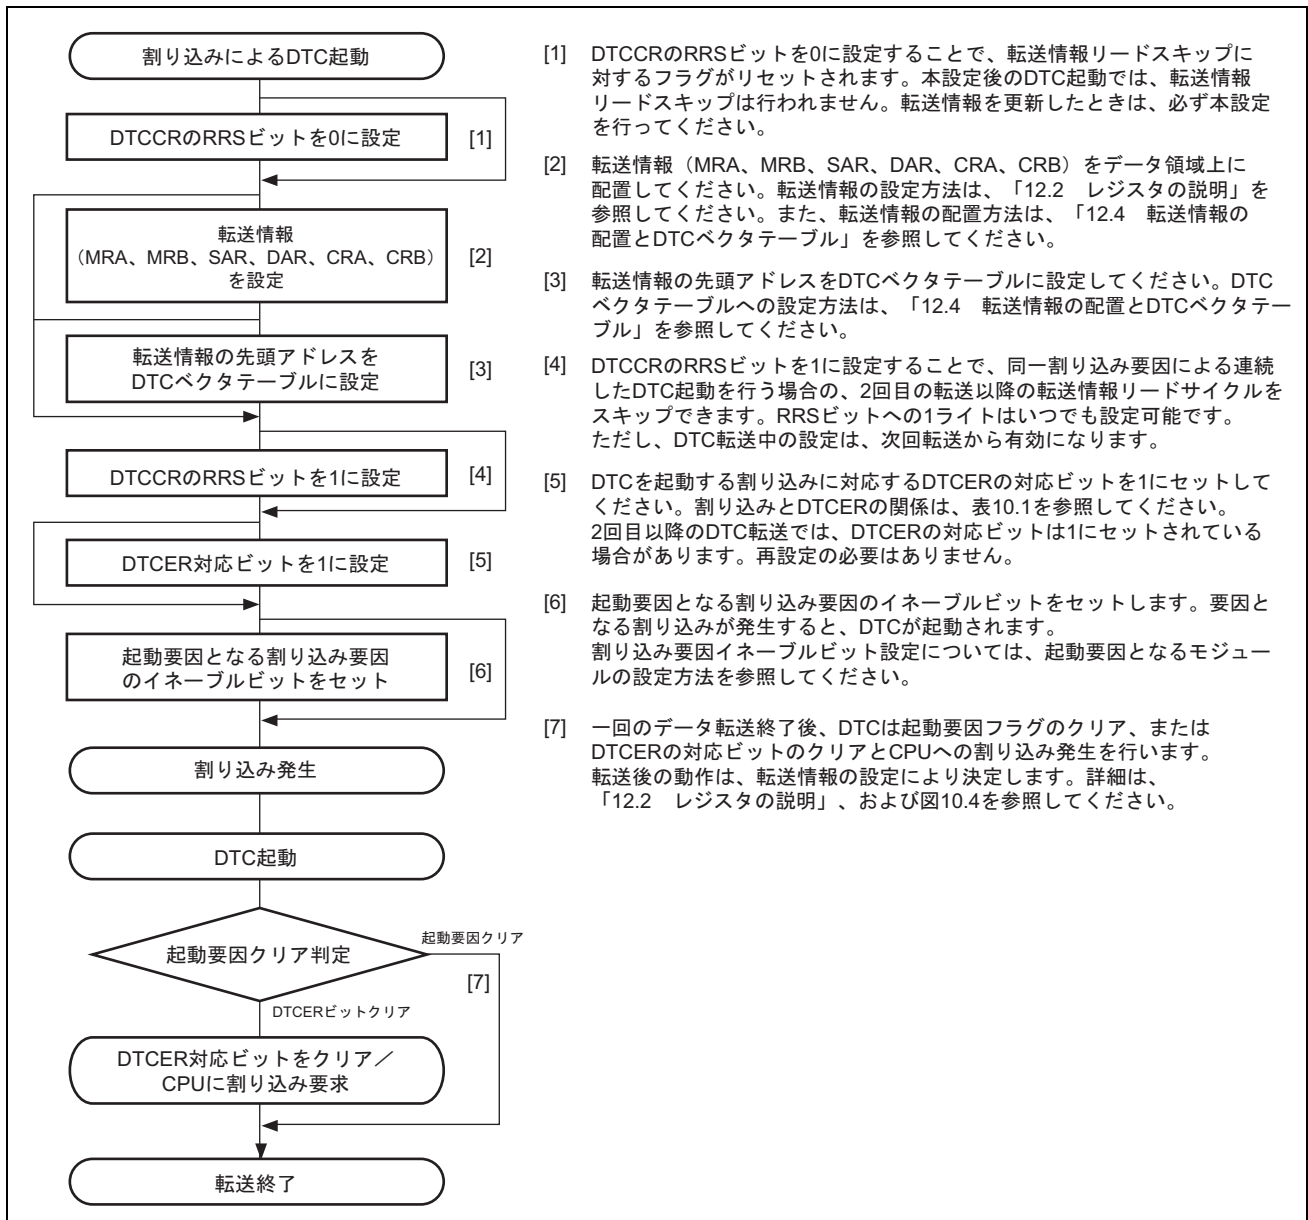 割り込みによるDTC起動
DTCCRのRRSビットを0に設定
[1]
転送情報
(MRA、MRB、SAR、DAR、CRA、CRB)
を設定
[2]
転送情報の先頭アドレスを
DTCベクタテーブルに設定
[3]
DTCCRのRRSビットを1に設定
[4]
DTCER対応ビットを1に設定
[5]
起動要因となる割り込み要因
のイネーブルビットをセット
[6]
割り込み発生
DTC起動
起動要因クリア判定
起動要因クリア
[7]
DTCERビットクリア
DTCER対応ビットをクリア/
CPUに割り込み要求
転送終了
[1] DTCCRのRRSビットを0に設定することで、転送情報リードスキップに
対するフラグがリセットされます。本設定後のDTC起動では、転送情報
リードスキップは行われません。転送情報を更新したときは、必ず本設定
を行ってください。
[2] 転送情報(MRA、MRB、SAR、DAR、CRA、CRB)をデータ領域上に
配置してください。転送情報の設定方法は、「12.2 レジスタの説明」を
参照してください。また、転送情報の配置方法は、「12.4 転送情報の
配置とDTCベクタテーブル」を参照してください。
[3] 転送情報の先頭アドレスをDTCベクタテーブルに設定してください。DTC
ベクタテーブルへの設定方法は、「12.4 転送情報の配置とDTCベクタテー
ブル」を参照してください。
[4] DTCCRのRRSビットを1に設定することで、同一割り込み要因による連続
したDTC起動を行う場合の、2回目の転送以降の転送情報リードサイクルを
スキップできます。RRSビットへの1ライトはいつでも設定可能です。
ただし、DTC転送中の設定は、次回転送から有効になります。
[5] DTCを起動する割り込みに対応するDTCERの対応ビットを1にセットして
ください。割り込みとDTCERの関係は、表10.1を参照してください。
2回目以降のDTC転送では、DTCERの対応ビットは1にセットされている
場合があります。再設定の必要はありません。
[6] 起動要因となる割り込み要因のイネーブルビットをセットします。要因と
なる割り込みが発生すると、DTCが起動されます。
割り込み要因イネーブルビット設定については、起動要因となるモジュー
ルの設定方法を参照してください。
[7] 一回のデータ転送終了後、DTCは起動要因フラグのクリア、または
DTCERの対応ビットのクリアとCPUへの割り込み発生を行います。
転送後の動作は、転送情報の設定により決定します。詳細は、
「12.2 レジスタの説明」、および図10.4を参照してください。